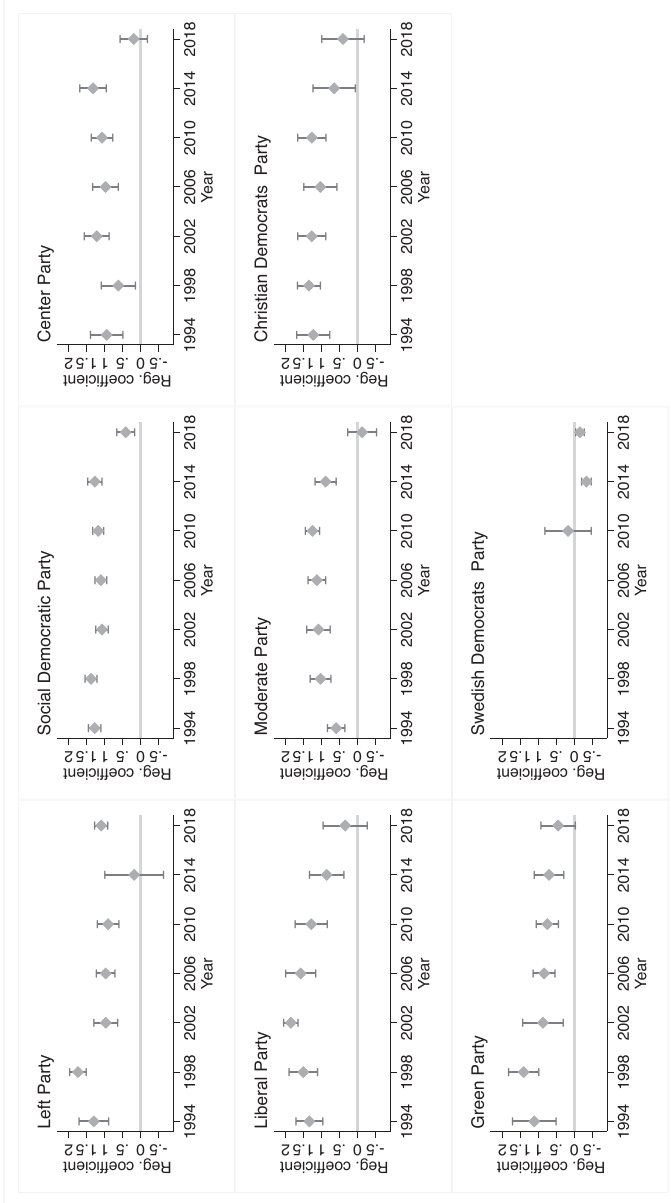 Left Party
Reg. coefficient
-.5 0 .5 1 1.5 2
1994 1998 2002 2006 2010 2014 2018
Year
Social Democratic Party
Reg. coefficient
-.5 0 .5 1 1.5 2
1994 1998 2002 2006 2010 2014 2018
Year
Center Party
Reg. coefficient
-.5 0 .5 1 1.5 2
1994 1998 2002 2006 2010 2014 2018
Year
Liberal Party
Reg. coefficient
-.5 0 .5 1 1.5 2
1994 1998 2002 2006 2010 2014 2018
Year
Moderate Party
Reg. coefficient
-.5 0 .5 1 1.5 2
1994 1998 2002 2006 2010 2014 2018
Year
Christian Democrats Party
Reg. coefficient
-.5 0 .5 1 1.5 2
1994 1998 2002 2006 2010 2014 2018
Year
Green Party
Reg. coefficient
-.5 0 .5 1 1.5 2
1994 1998 2002 2006 2010 2014 2018
Year
Swedish Democrats Party
Reg. coefficient
-.5 0 .5 1 1.5 2
1994 1998 2002 2006 2010 2014 2018
Year